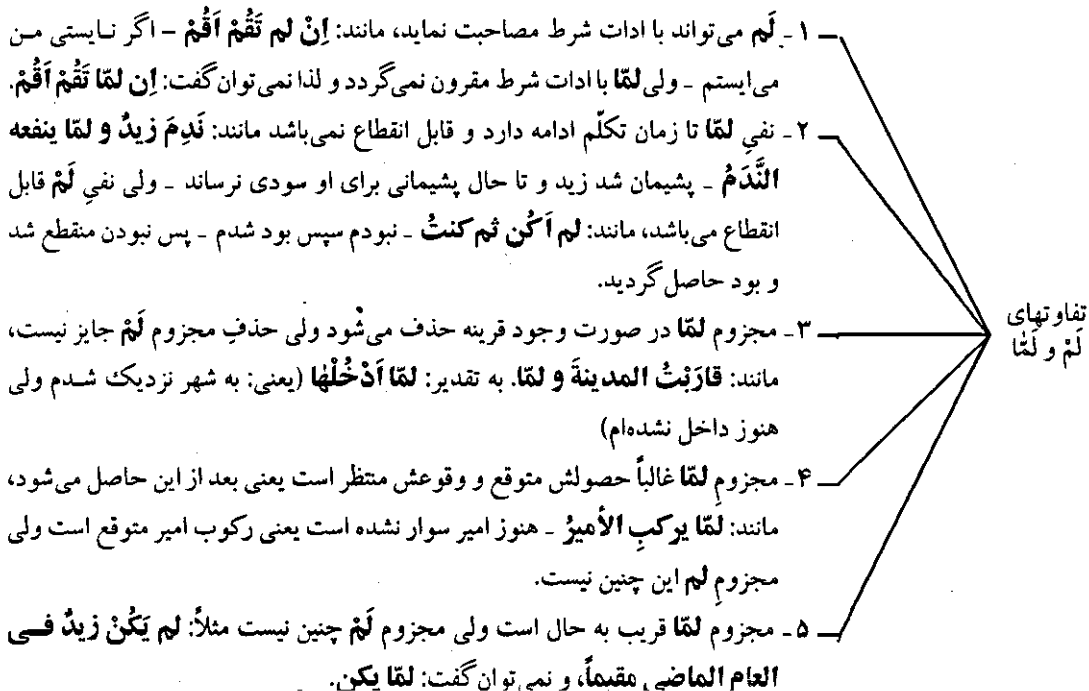 ۱ ـ لَم می‌تواند با ادات شرط مصاحبت نماید، مانند: اِنْ لم تَقُمْ اَقُمْ – اگر نـایستی مـن
می‌ایستم ـ ولی لمّا با ادات شرط مقرون نمی‌گردد و لذا نمی‌توان گفت: اِن لمّا تَقُمْ اَقُمْ.
۲ ـ نفیِ لمّا تا زمان تکلّم ادامه دارد و قابل انقطاع نمی‌باشد مانند: نَدِمَ زیدٌ و لمّا ینفعه
النَّدَمُ ـ پشیمان شد زید و تا حال پشیمانی برای او سودی نرساند ـ ولی نفیِ لَمْ قابل
انقطاع می‌باشد، مانند: لم اَکُن ثم کنتُ ـ نبودم سپس بود شدم ـ پس نبودن منقطع شد
و بود حاصل گردید.
تفاوتهای
لَمْ و لَمّا
۳ ـ مجزوم لمّا در صورت وجود قرینه حذف می‌شود ولی حذفِ مجزوم لَمْ جایز نیست،
مانند: قارَبْتُ المدینةَ و لمّا. به تقدیر: لمّا اَدْخُلْهٰا (یعنی: به شهر نزدیک شـدم ولی
هنوز داخل نشده‌ام)
۴ ـ مجزومِ لمّا غالباً حصولش متوقع و وقوعش منتظر است یعنی بعد از این حاصل می‌شود،
مانند: لمّا یرکبِ الأمیرُ ـ هنوز امیر سوار نشده است یعنی رکوب امیر متوقع است ولی
مجزومِ لم این چنین نیست.
۵ ـ مجزوم لمّا قریب به حال است ولی مجزوم لَمْ چنین نیست مثلاً: لم یَکُنْ زیدٌ فـی
العام الماضی مقیماً، و نمی‌توان گفت: لمّا یکن.